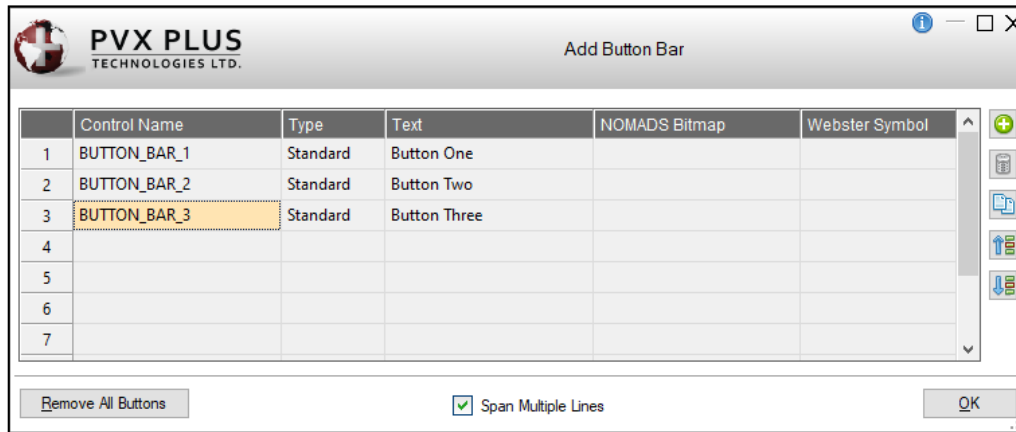 PVX PLUS
TECHNOLOGIES LTD.
Add Button Bar
Control Name Type Text NOMADS Bitmap Webster Symbol
1 BUTTON_BAR_1 Standard Button One
2 BUTTON_BAR_2 Standard Button Two
3 BUTTON_BAR_3 Standard Button Three
4
5
6
7
Remove All Buttons Span Multiple Lines OK